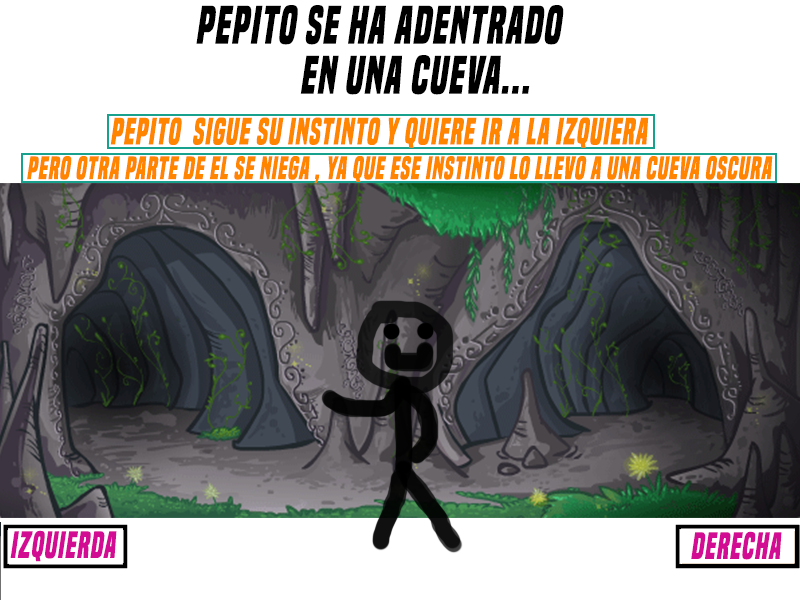 PEPITO SE HA ADENTRADO
EN UNA CUEVA...
PEPITO SIGUE SU INSTINTO Y QUIERE IR A LA IZQUIERA
PERO OTRA PARTE DE EL SE NIEGA , YA QUE ESE INSTINTO LO LLEVO A UNA CUEVA OSCURA
IZQUIERDA
DERECHA